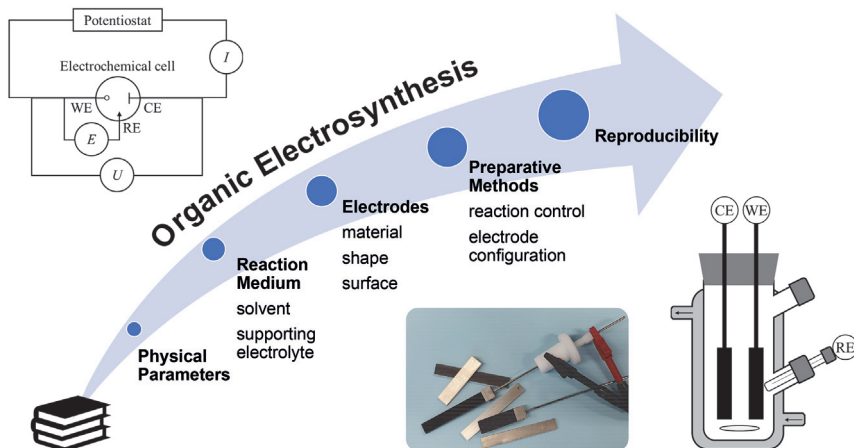 Potentiostat
I
Electrochemical cell
WE
CE
RE
E
U
Organic Electrosynthesis
Physical
Parameters
Reaction
Medium
solvent
supporting
electrolyte
Electrodes
material
shape
surface
Preparative
Methods
reaction control
electrode
configuration
Reproducibility
CE
WE
RE